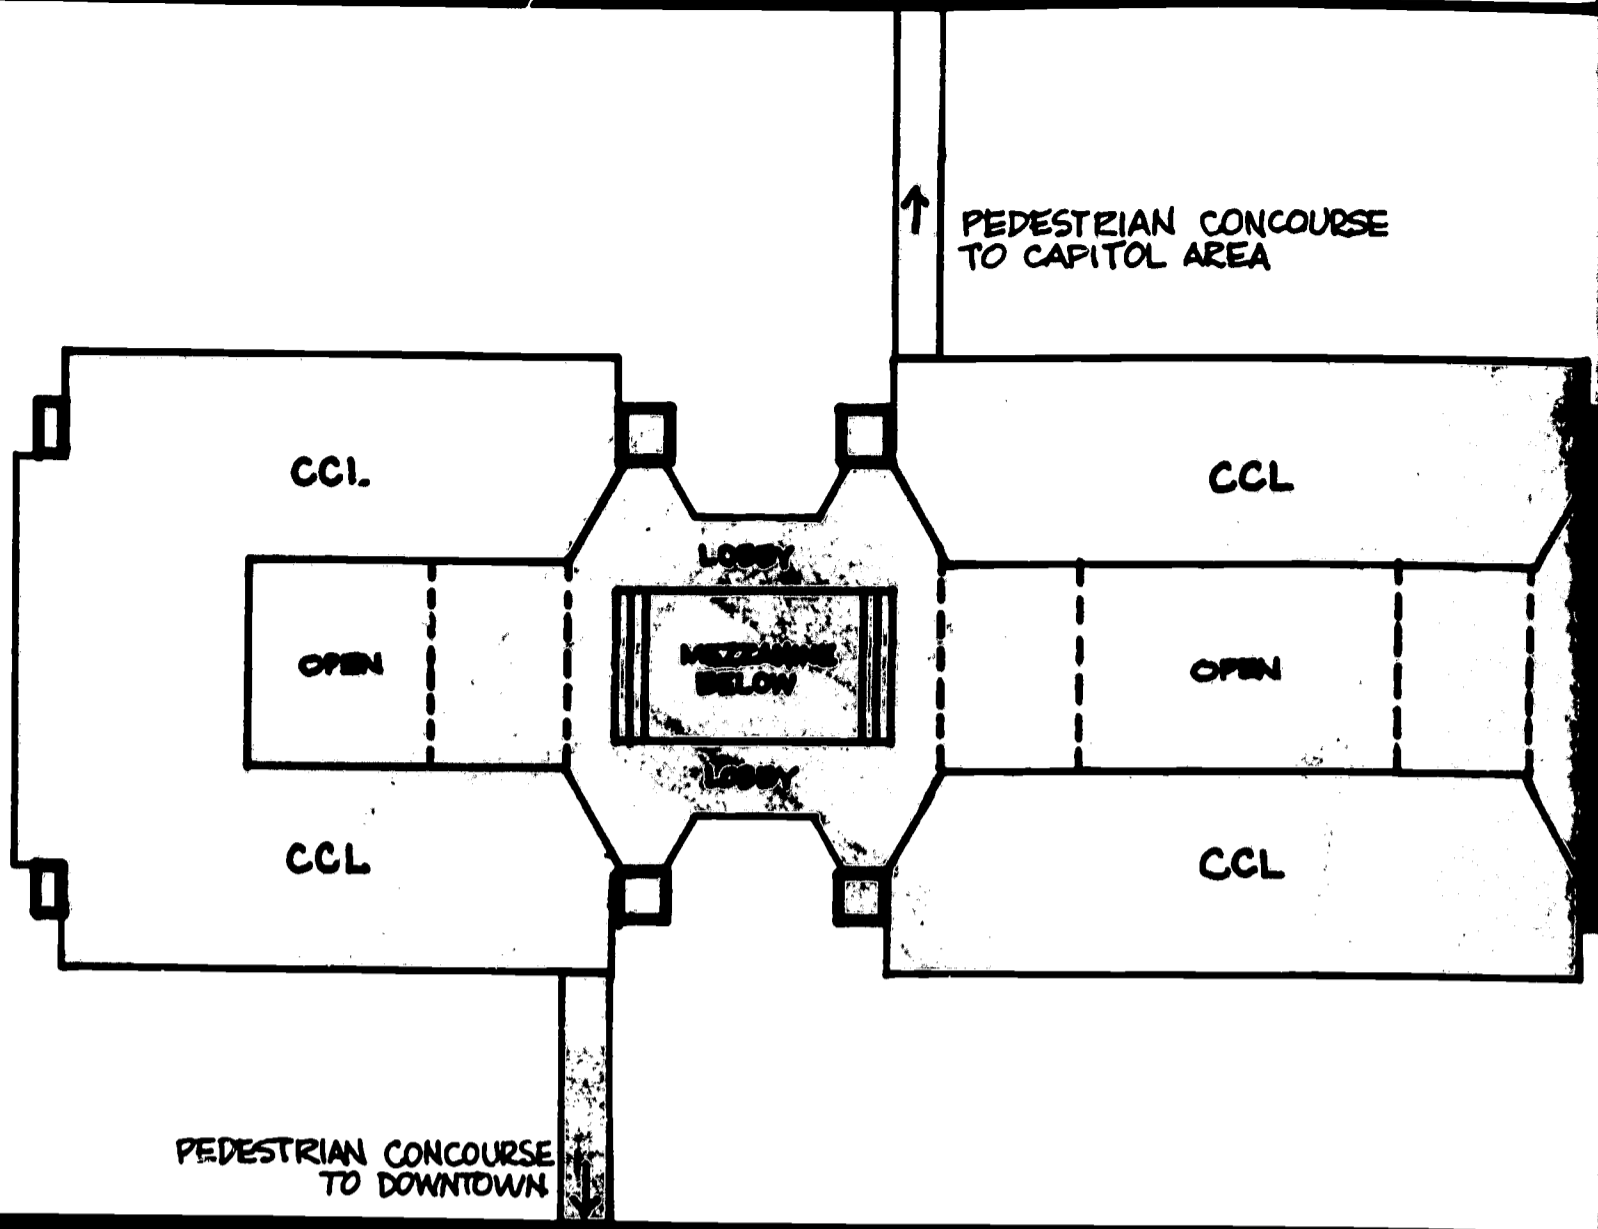 PEDESTRIAN CONCOURSE
TO CAPITOL AREA
CCL
CCL
LOBBY
OPEN
MEZZANINE
BELOW
OPEN
LOBBY
CCL
CCL
PEDESTRIAN CONCOURSE
TO DOWNTOWN